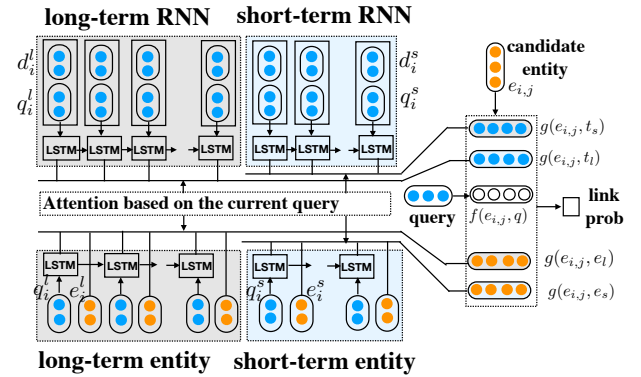 long-term RNN
short-term RNN
d_i^l
q_i^l
LSTM LSTM LSTM LSTM
d_i^s
q_i^s
LSTM LSTM LSTM
candidate
entity
e_{i,j}
g(e_{i,j}, t_s)
g(e_{i,j}, t_l)
Attention based on the current query
query
f(e_{i,j}, q)
link
prob
LSTM LSTM LSTM
q_i^l e_i^l
LSTM LSTM
q_i^s e_i^s
g(e_{i,j}, e_l)
g(e_{i,j}, e_s)
long-term entity
short-term entity